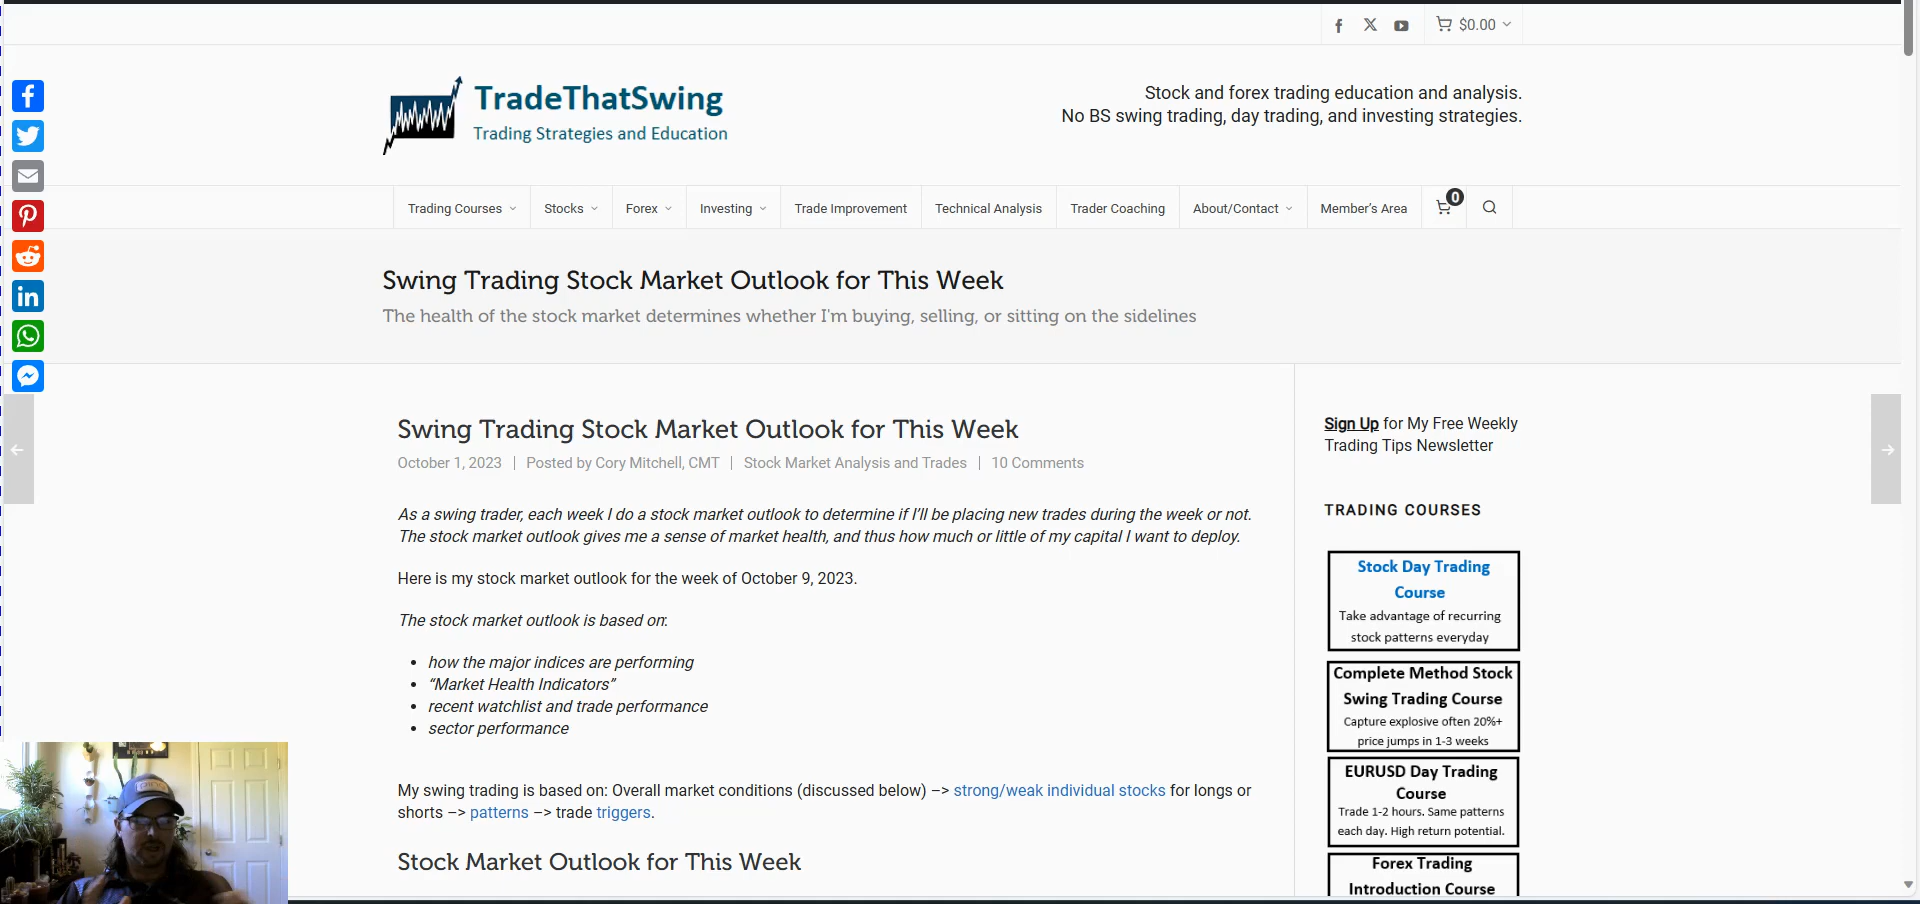 $0.00
TradeThatSwing
Trading Strategies and Education
Stock and forex trading education and analysis.
No BS swing trading, day trading, and investing strategies.
Trading Courses
Stocks
Forex
Investing
Trade Improvement
Technical Analysis
Trader Coaching
About/Contact
Member's Area
0
Swing Trading Stock Market Outlook for This Week
The health of the stock market determines whether I'm buying, selling, or sitting on the sidelines
Swing Trading Stock Market Outlook for This Week
October 1, 2023 | Posted by Cory Mitchell, CMT | Stock Market Analysis and Trades | 10 Comments
As a swing trader, each week I do a stock market outlook to determine if I'll be placing new trades during the week or not.
The stock market outlook gives me a sense of market health, and thus how much or little of my capital I want to deploy.
Here is my stock market outlook for the week of October 9, 2023.
The stock market outlook is based on:
• how the major indices are performing
• “Market Health Indicators”
• recent watchlist and trade performance
• sector performance
My swing trading is based on: Overall market conditions (discussed below) –> strong/weak individual stocks for longs or
shorts –> patterns –> trade triggers.
Stock Market Outlook for This Week
Sign Up for My Free Weekly
Trading Tips Newsletter
TRADING COURSES
Stock Day Trading
Course
Take advantage of recurring
stock patterns everyday
Complete Method Stock
Swing Trading Course
Capture explosive often 20%+
price jumps in 1-3 weeks
EURUSD Day Trading
Course
Trade 1-2 hours. Same patterns
each day. High return potential.
Forex Trading
Introduction Course